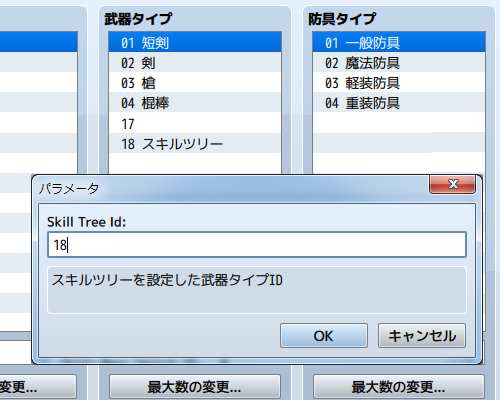 武器タイプ
01 短剣
02 剣
03 槍
04 棍棒
17
18 スキルツリー
防具タイプ
01 一般防具
02 魔法防具
03 軽装防具
04 重装防具
パラメータ
Skill Tree Id:
18
スキルツリーを設定した武器タイプID
OK
キャンセル
変更...
最大数の変更...
最大数の変更...